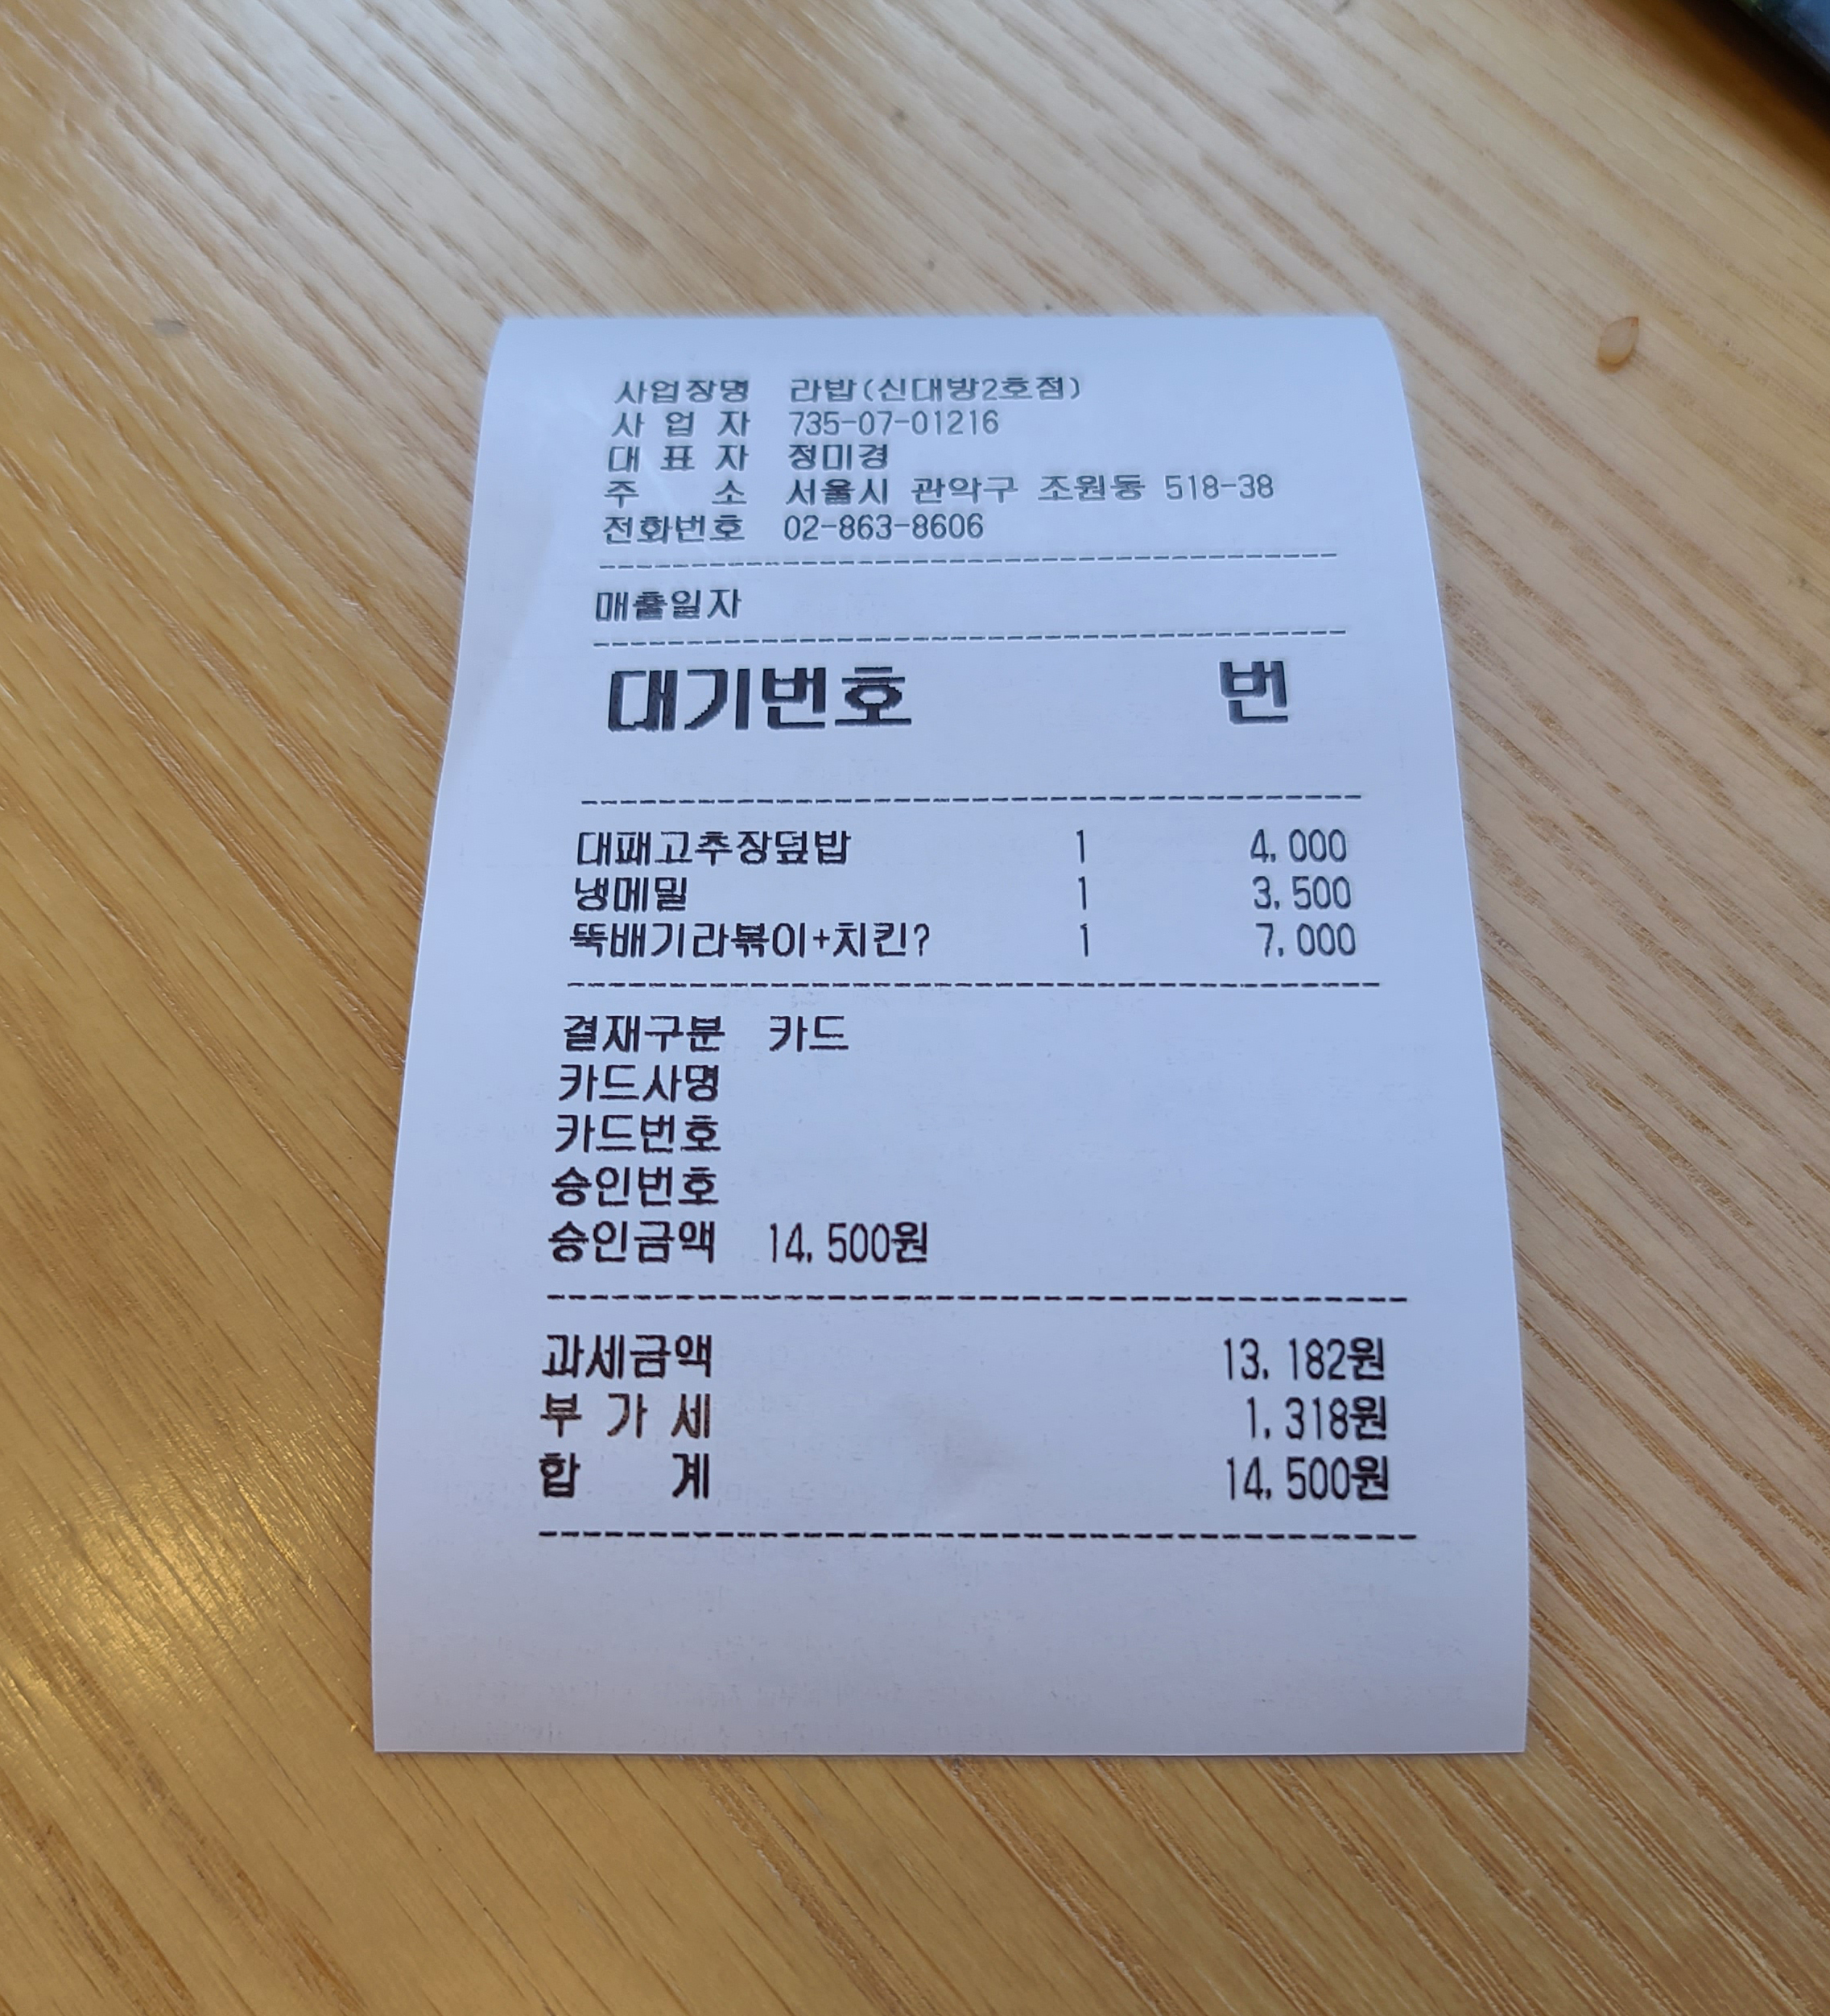 사업장명 라밥(신대방2호점)
사 업 자 735-07-01216
대 표 자 정미경
주 소 서울시 관악구 조원동 518-38
전화번호 02-863-8606
매출일자
대기번호 번
대패고추장덮밥 1 4,000
냉메밀 1 3,500
뚝배기라볶이+치킨? 1 7,000
결재구분 카드
카드사명
카드번호
승인번호
승인금액 14,500원
과세금액 13,182원
부 가 세 1,318원
합 계 14,500원